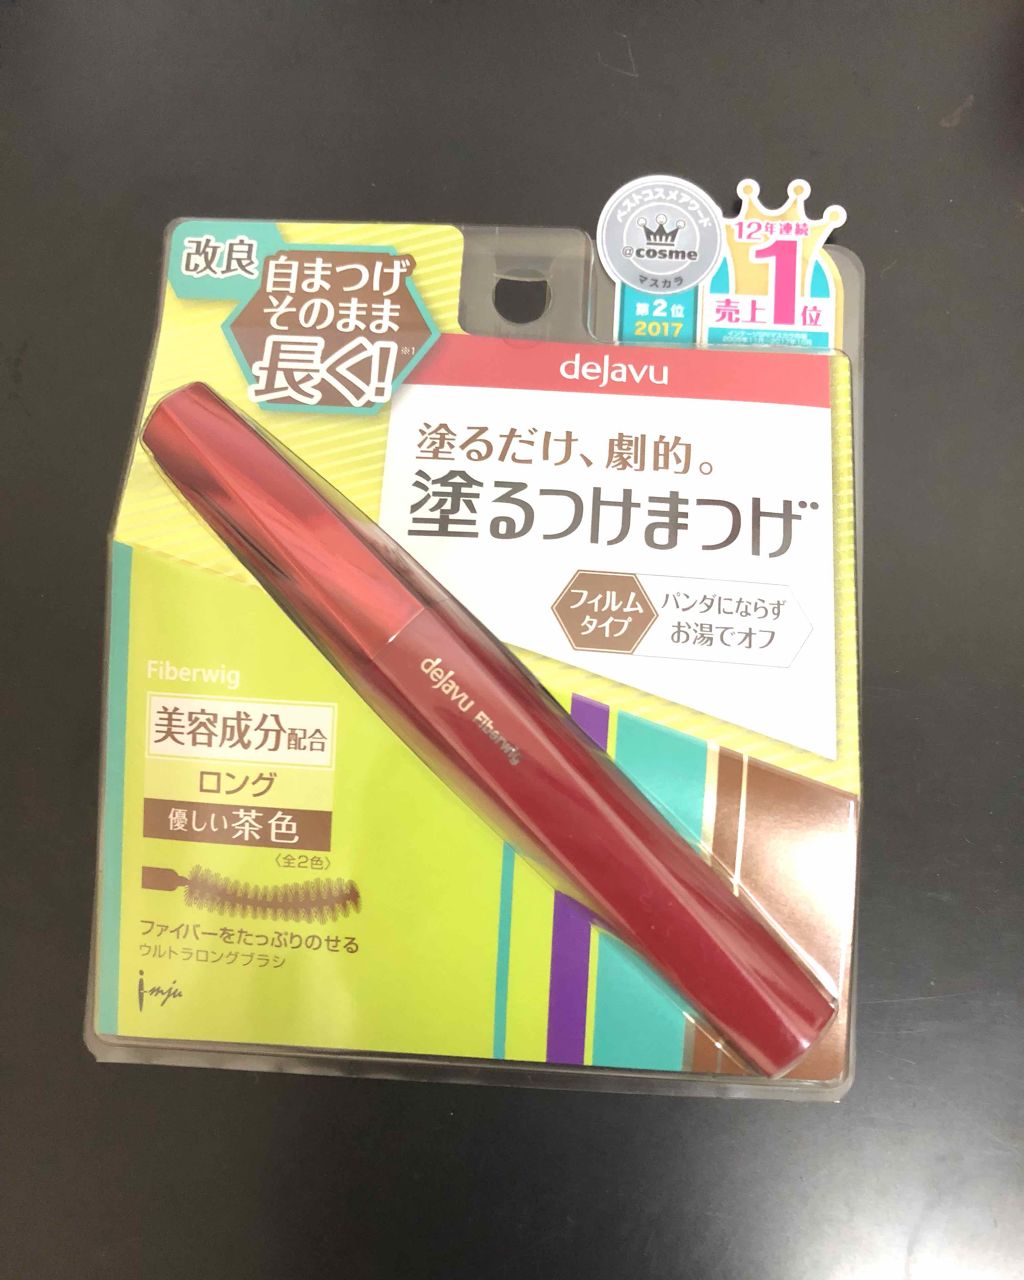 ベストコスメアワード
@cosme
マスカラ
第2位
2017
12年連続
売上1位
改良
自まつげ
そのまま
長く!
※1
dejavu
塗るだけ、劇的。
塗るつけまつげ"
フィルム
タイプ
パンダにならず
お湯でオフ
dejavu Fiberwig
Fiberwig
美容成分配合
ロング
優しい茶色
〈全2色〉
ファイバーをたっぷりのせる
ウルトラロングブラシ
imju